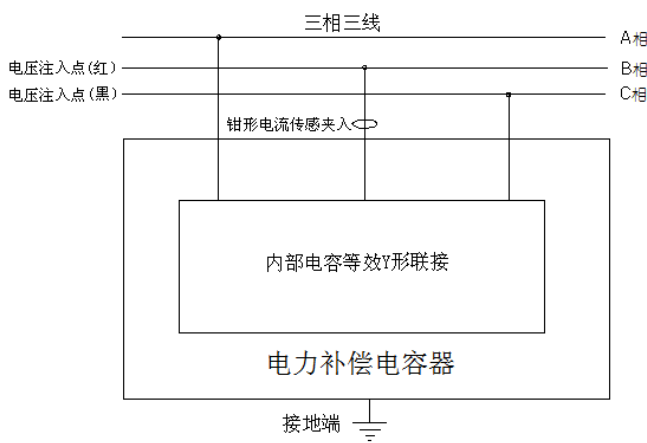 三相三线
A相
电压注入点(红)
B相
电压注入点(黑)
C相
钳形电流传感夹入
内部电容等效Y形联接
电力补偿电容器
接地端